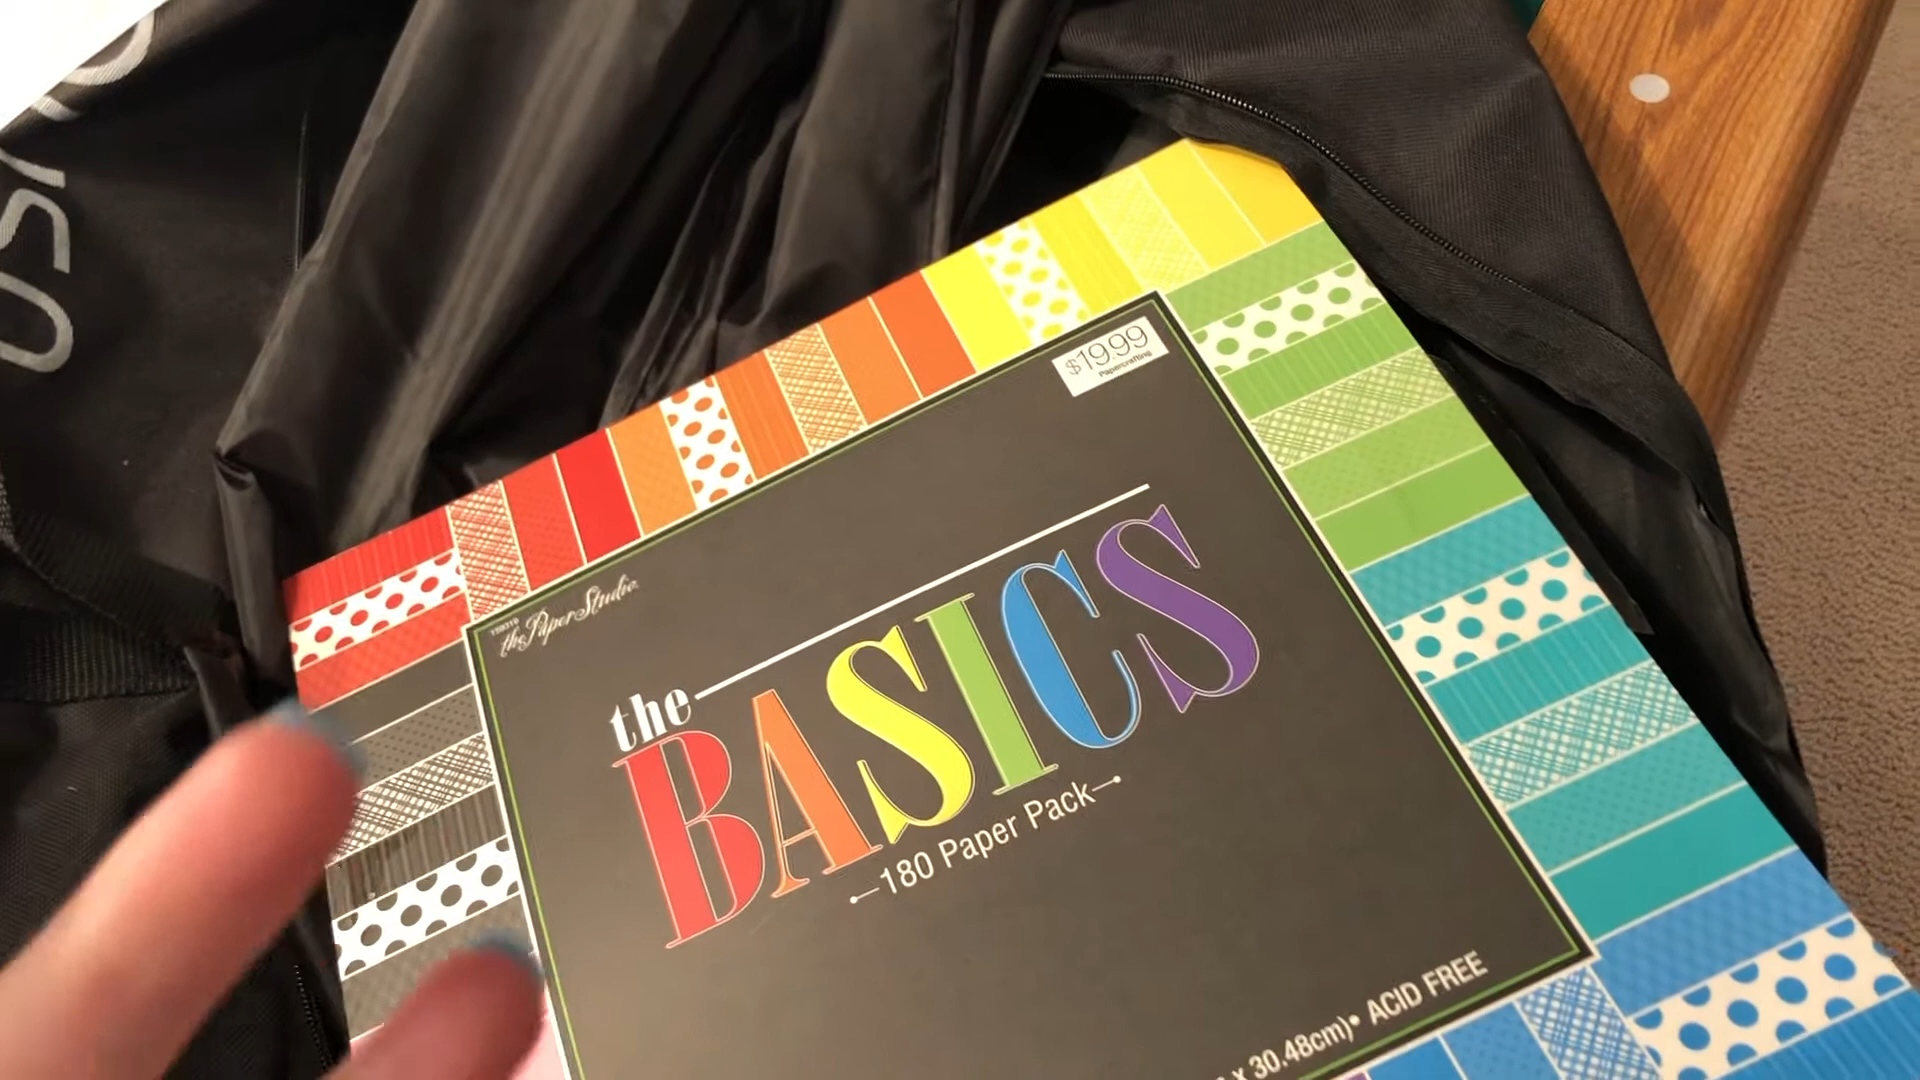 $19.99
Papercrafting
the Paper Studio
the
BASICS
180 Paper Pack
x 30.48cm)• ACID FREE